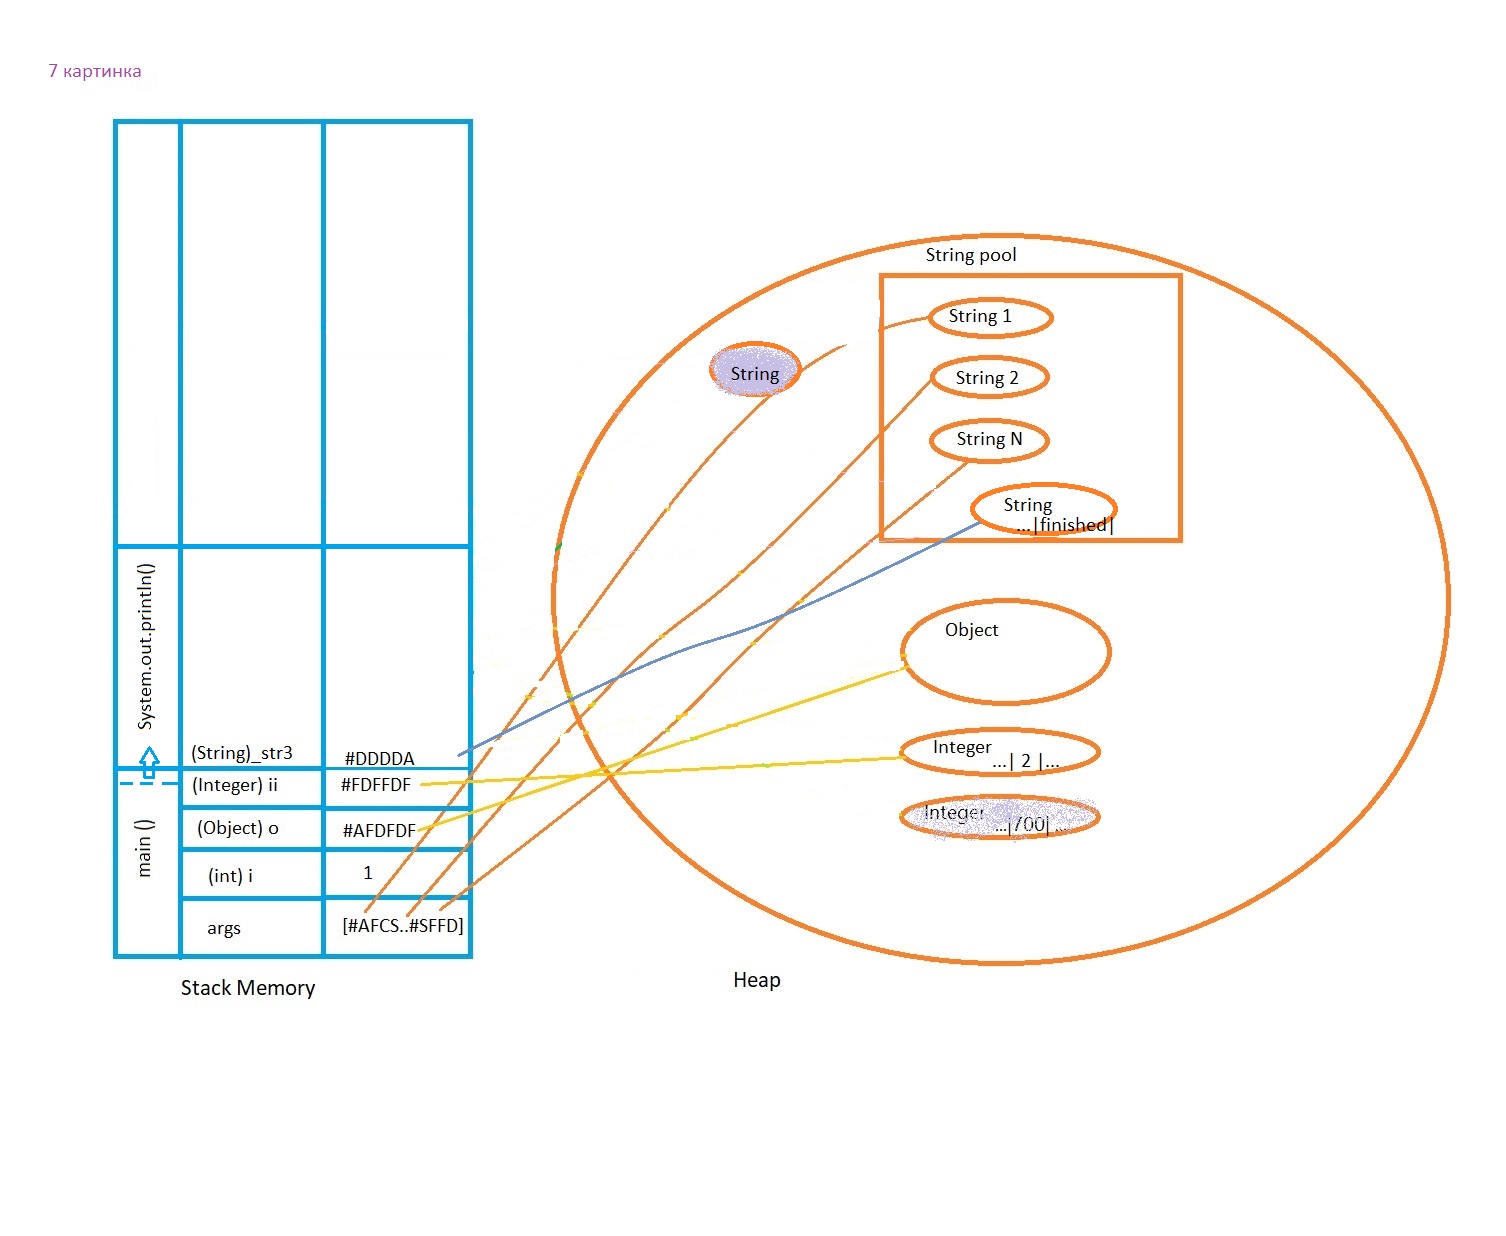 7 картинка
String pool
String 1
String
String 2
String N
String
...|finished|
System.out.println()
Object
(String)_str3
#DDDDA
Integer
...| 2 |...
(Integer) ii
#FDFFDF
Integer
...|700| ...
(Object) o
#AFDFDF
main ()
(int) i
1
args
[#AFCS..#SFFD]
Stack Memory
Heap